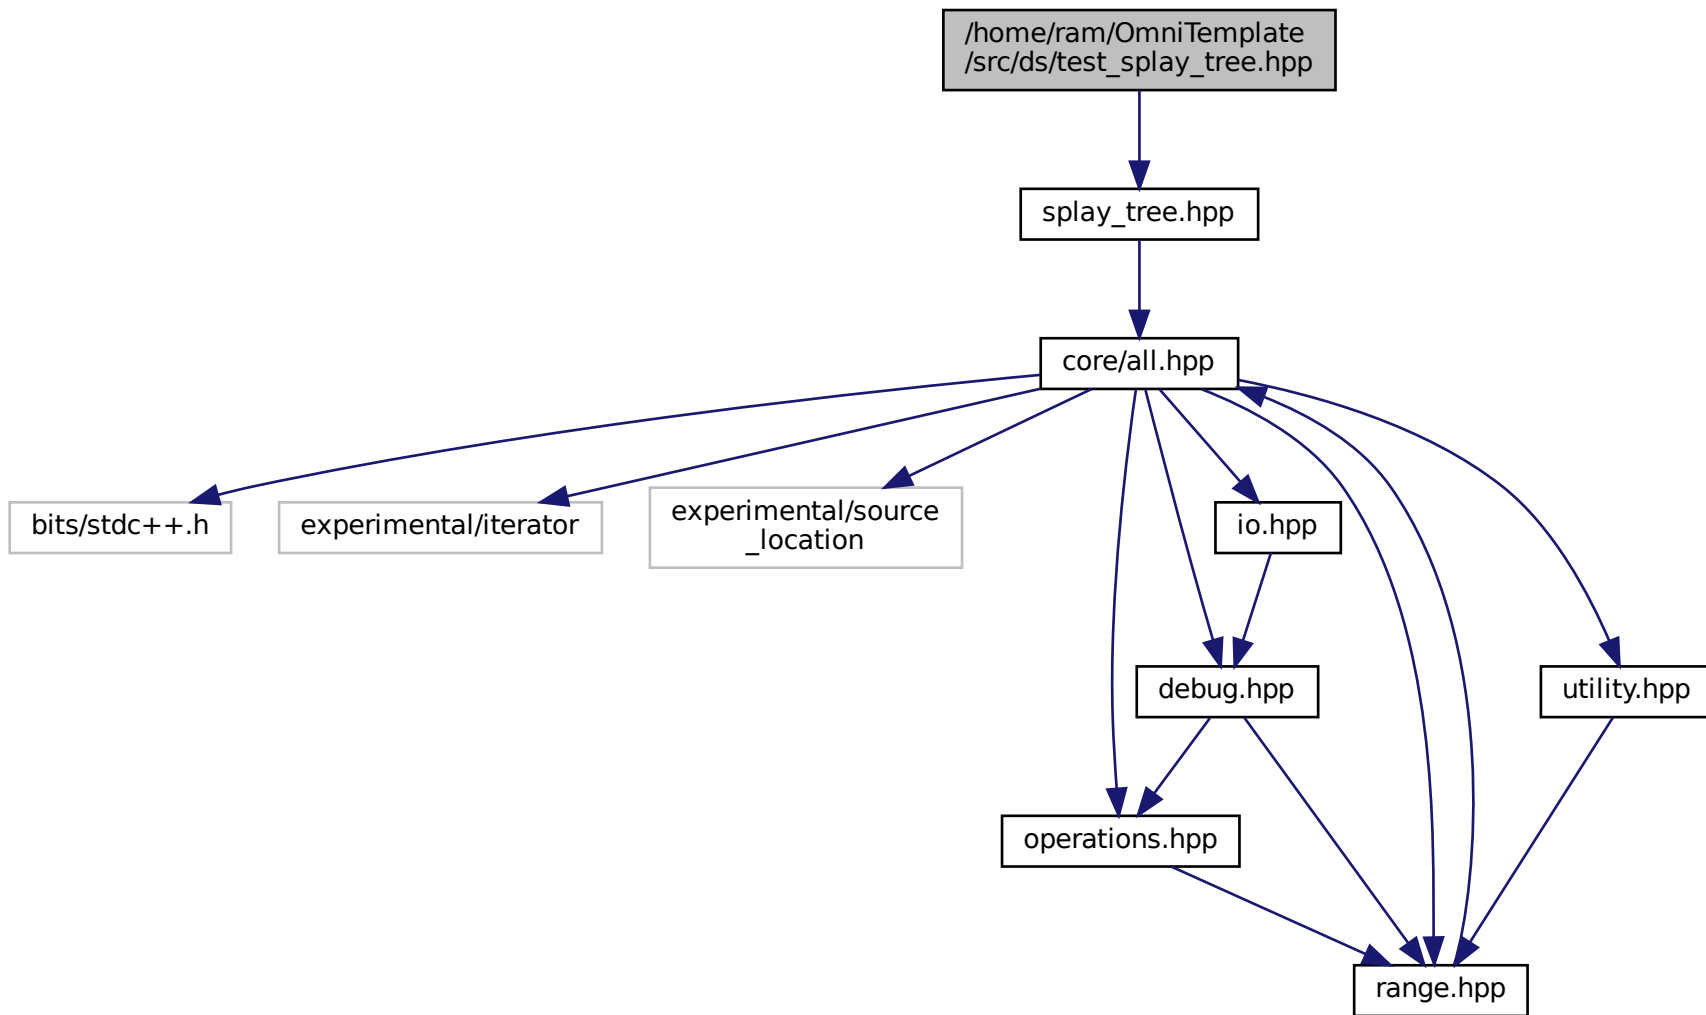 /home/ram/OmniTemplate
/src/ds/test_splay_tree.hpp
splay_tree.hpp
core/all.hpp
bits/stdc++.h
experimental/iterator
experimental/source
_location
io.hpp
debug.hpp
utility.hpp
operations.hpp
range.hpp